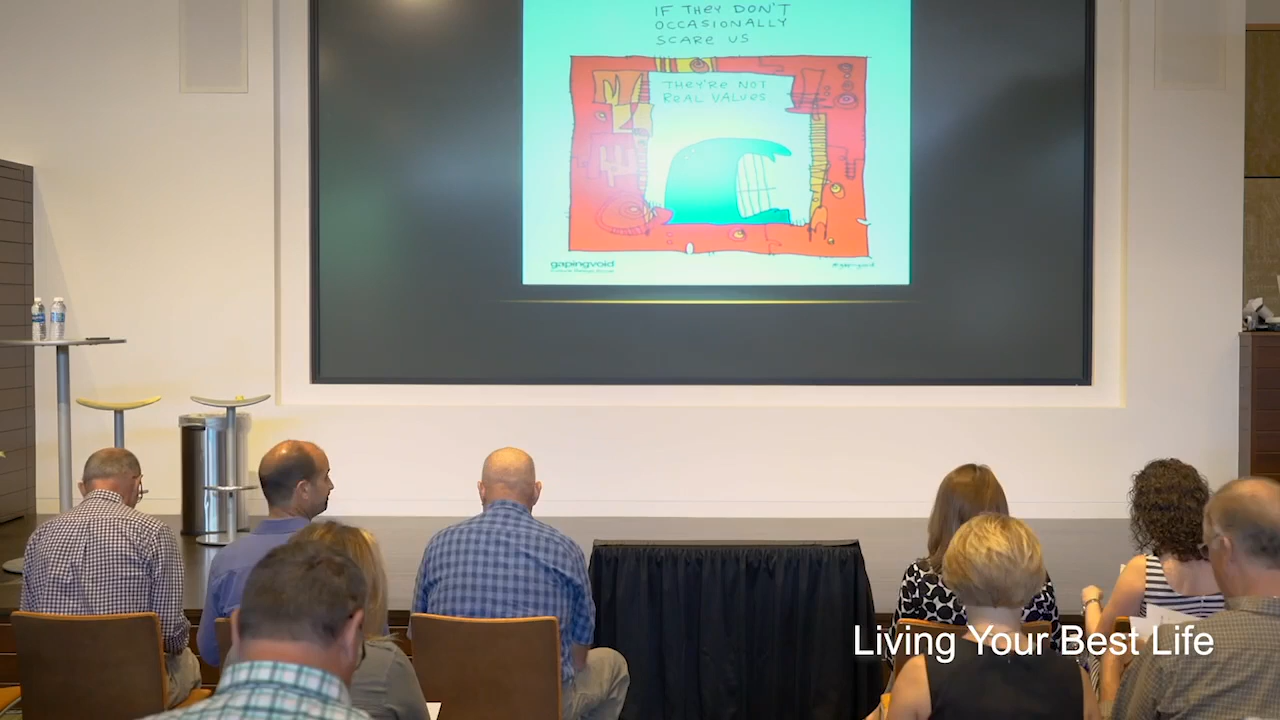 IF THEY DON'T
OCCASIONALLY
SCARE US
THEY'RE NOT
REAL VALUES
gapingvoid
Living Your Best Life